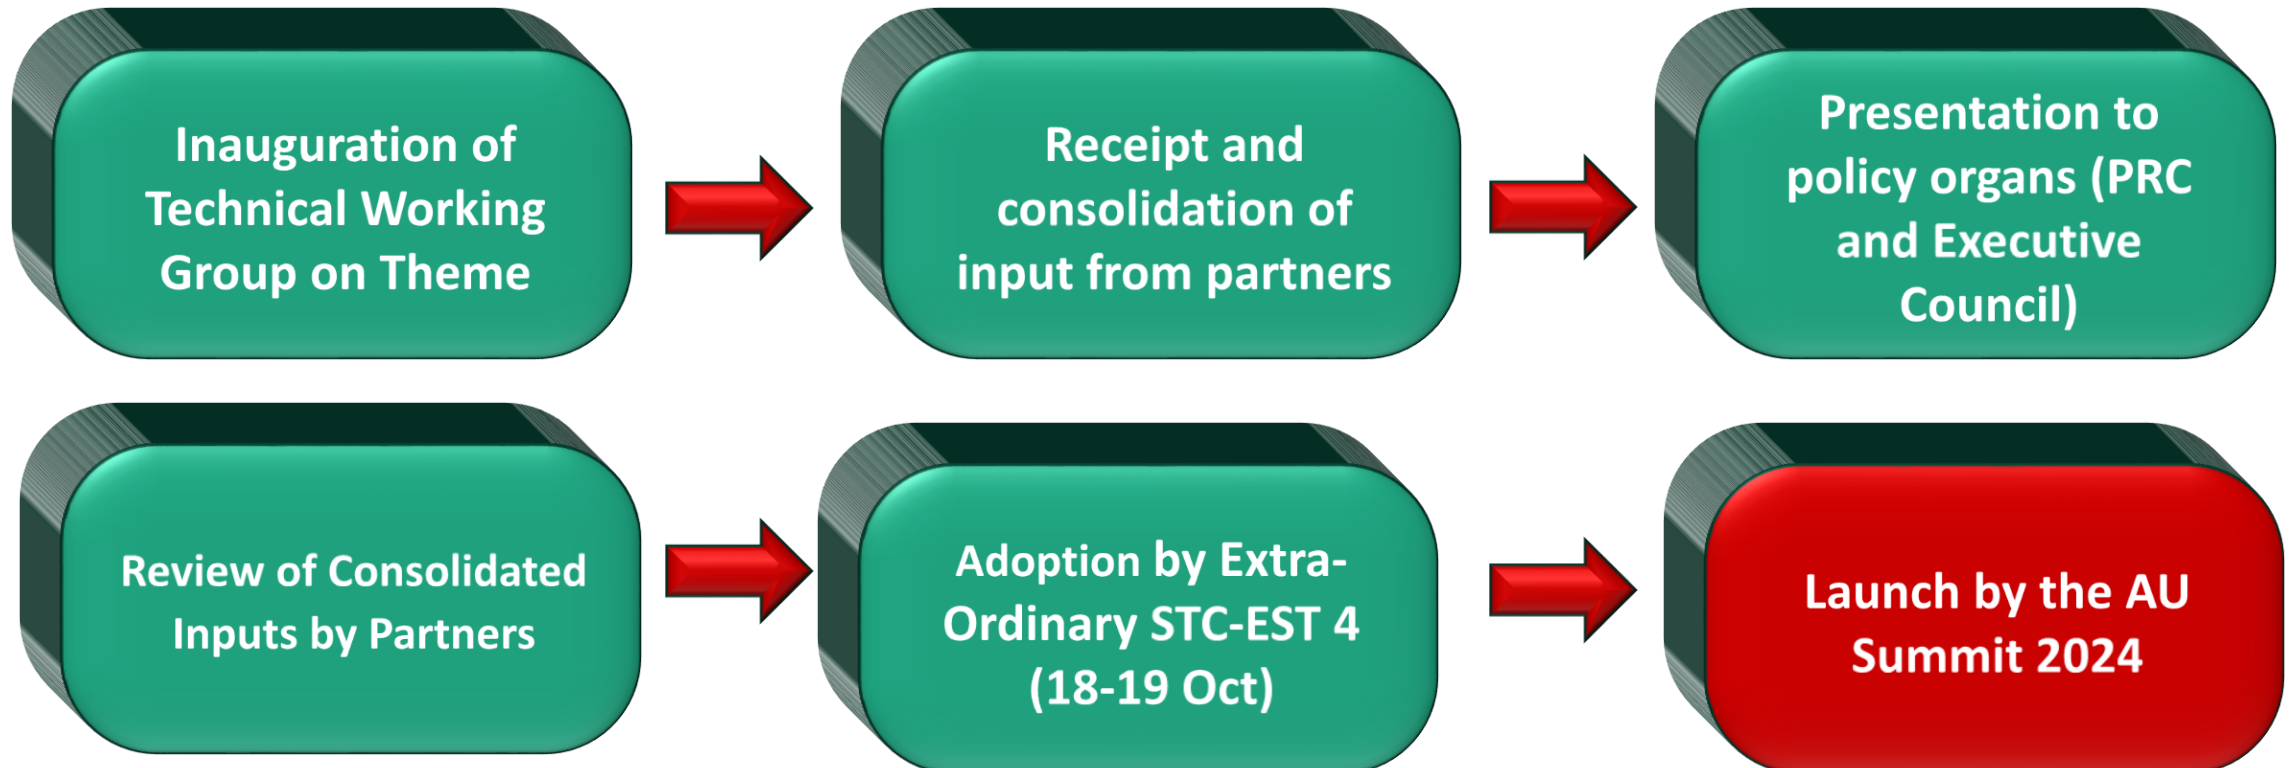 Inauguration of
Technical Working
Group on Theme
Receipt and
consolidation of
input from partners
Presentation to
policy organs (PRC
and Executive
Council)
Review of Consolidated
Inputs by Partners
Adoption by Extra-
Ordinary STC-EST 4
(18-19 Oct)
Launch by the AU
Summit 2024